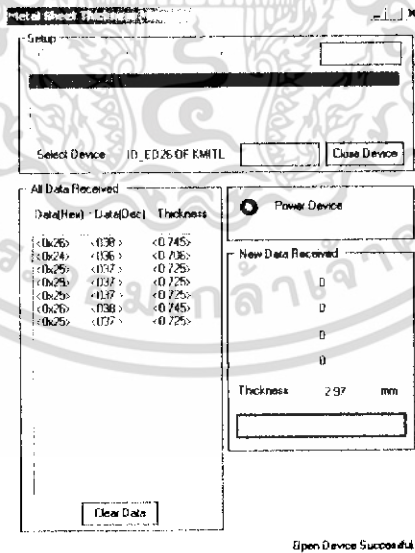 Metal Sheet
Setup
Select Device ID_ED26 OF KMITL
Close Device
All Data Received
Data(Hex) - Data(Dec) Thickness
<0x26> <038> <0.745>
<0x24> <036> <0.706>
<0x25> <037> <0.725>
<0x25> <037> <0.725>
<0x25> <037> <0.725>
<0x26> <038> <0.745>
<0x25> <037> <0.725>
Clear Data
Power Device
New Data Received
0
0
0
0
Thickness 2.97 mm
Open Device Successful